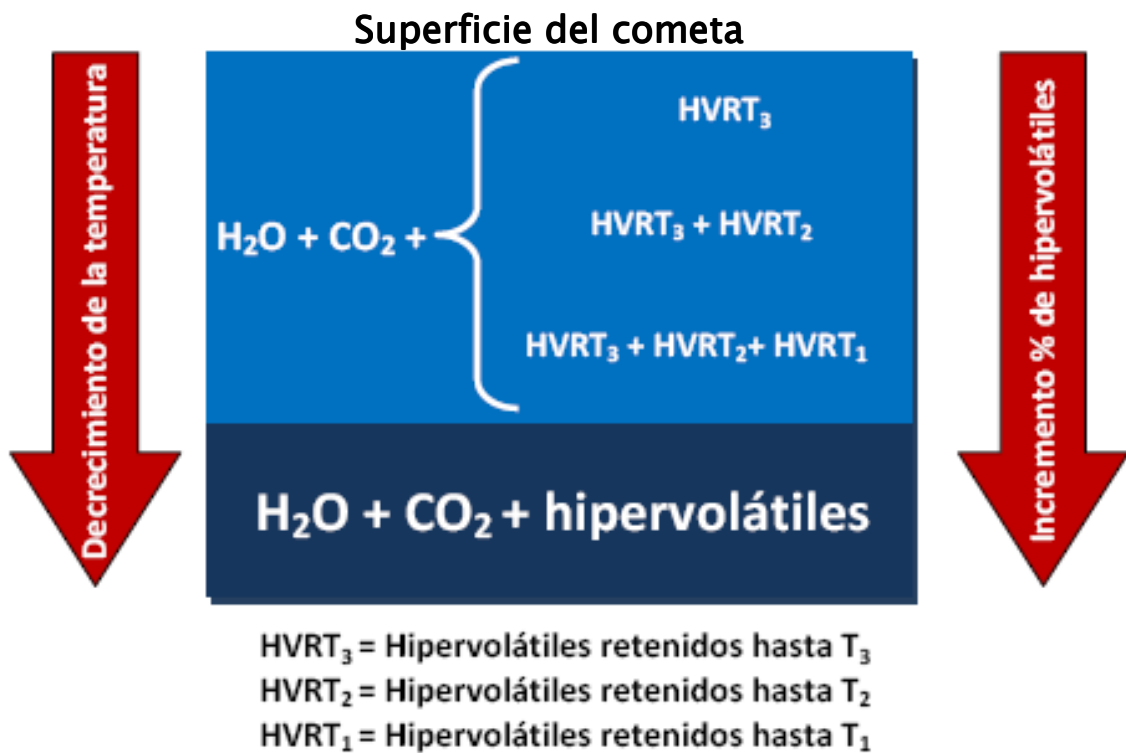 Superficie del cometa
Decrecimiento de la temperatura
HVRT₃
H₂O + CO₂ +
HVRT₃ + HVRT₂
HVRT₃ + HVRT₂+ HVRT₁
H₂O + CO₂ + hipervolátiles
Incremento % de hipervolátiles
HVRT₃ = Hipervolátiles retenidos hasta T₃
HVRT₂ = Hipervolátiles retenidos hasta T₂
HVRT₁ = Hipervolátiles retenidos hasta T₁